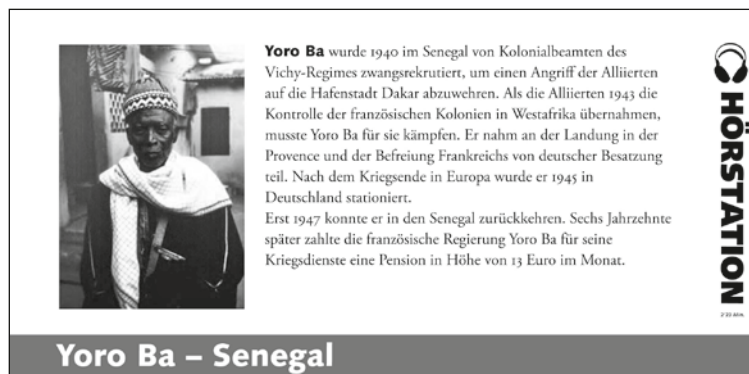 Yoro Ba wurde 1940 im Senegal von Kolonialbeamten des
Vichy-Regimes zwangsrekrutiert, um einen Angriff der Alliierten
auf die Hafenstadt Dakar abzuwehren. Als die Alliierten 1943 die
Kontrolle der französischen Kolonien in Westafrika übernahmen,
musste Yoro Ba für sie kämpfen. Er nahm an der Landung in der
Provence und der Befreiung Frankreichs von deutscher Besatzung
teil. Nach dem Kriegsende in Europa wurde er 1945 in
Deutschland stationiert.
Erst 1947 konnte er in den Senegal zurückkehren. Sechs Jahrzehnte
später zahlte die französische Regierung Yoro Ba für seine
Kriegsdienste eine Pension in Höhe von 13 Euro im Monat.
HÖRSTATION
Yoro Ba – Senegal